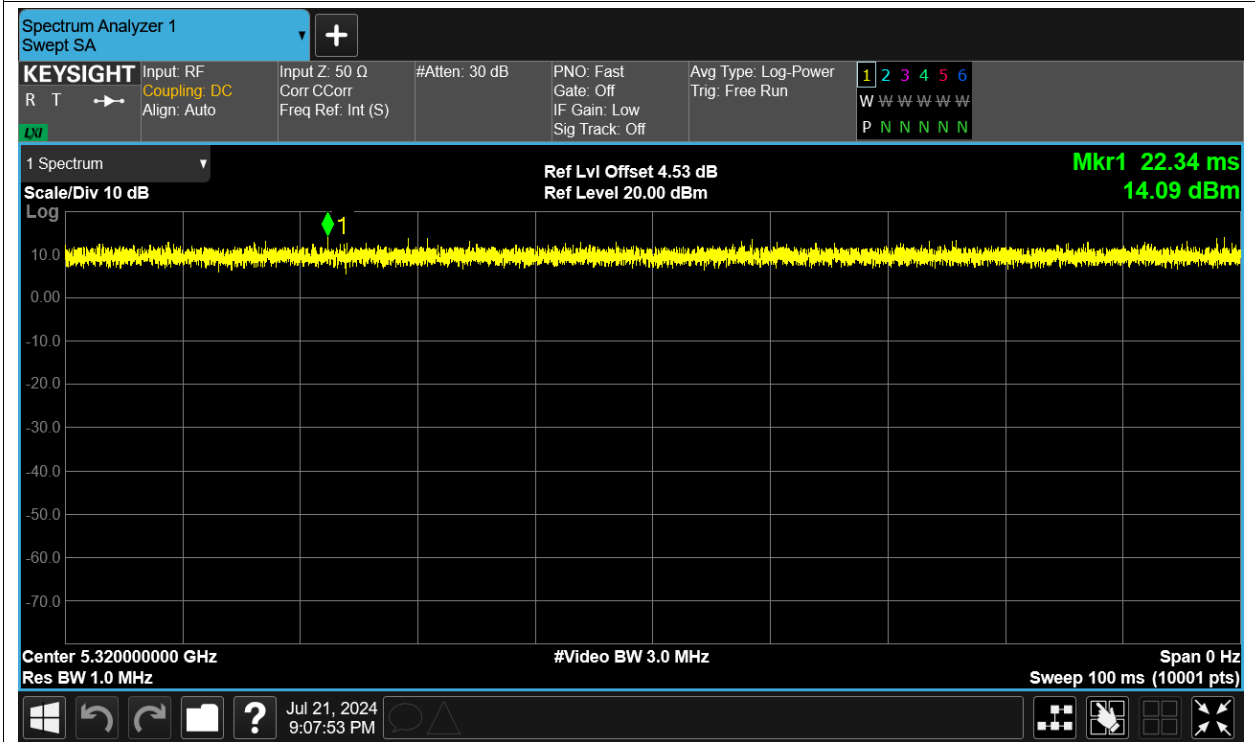 Spectrum Analyzer 1
Swept SA
+
KEYSIGHT
R T
LXI
Input: RF
Coupling: DC
Align: Auto
Input Z: 50 Ω
Corr CCorr
Freq Ref: Int (S)
#Atten: 30 dB
PNO: Fast
Gate: Off
IF Gain: Low
Sig Track: Off
Avg Type: Log-Power
Trig: Free Run
1 2 3 4 5 6
W W W W W W
P N N N N N
1 Spectrum
Scale/Div 10 dB
Ref Lvl Offset 4.53 dB
Ref Level 20.00 dBm
Mkr1 22.34 ms
14.09 dBm
Log
1
10.0
0.00
-10.0
-20.0
-30.0
-40.0
-50.0
-60.0
-70.0
Center 5.320000000 GHz
Res BW 1.0 MHz
#Video BW 3.0 MHz
Span 0 Hz
Sweep 100 ms (10001 pts)
?
Jul 21, 2024
9:07:53 PM